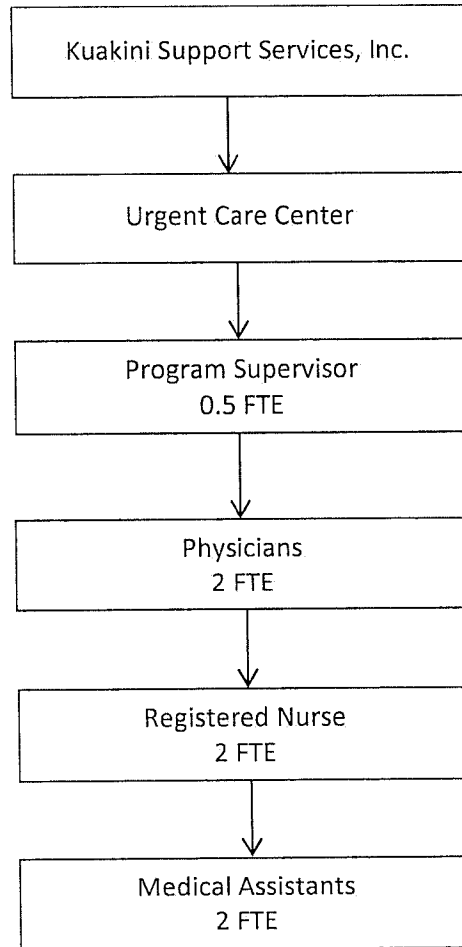 Kuakini Support Services, Inc.
Urgent Care Center
Program Supervisor
0.5 FTE
Physicians
2 FTE
Registered Nurse
2 FTE
Medical Assistants
2 FTE